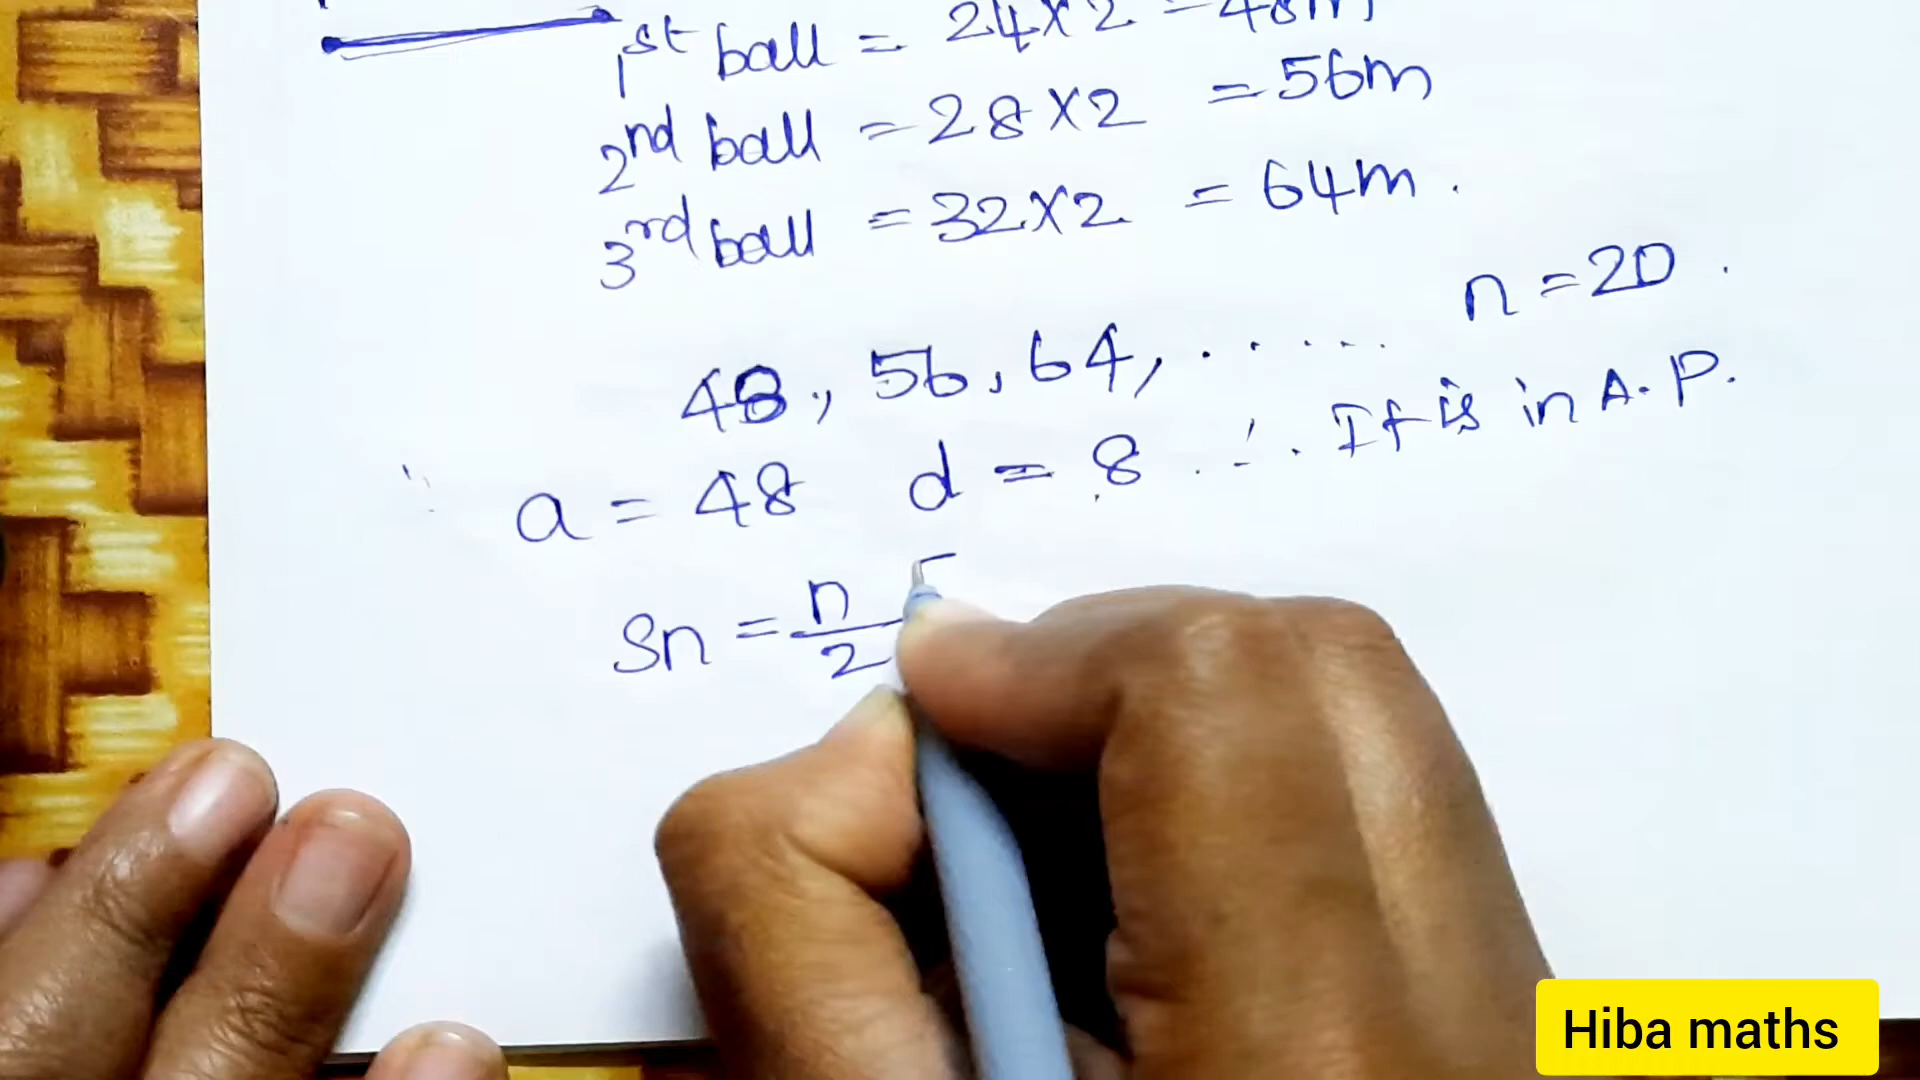 1st ball = 24×2 = 48m
2nd ball = 28×2 = 56m
3rd ball = 32×2 = 64m.
n = 20.
48, 56, 64, ........
a = 48 d = 8 ∴ It is in A.P.
Sn = n/2 [
Hiba maths